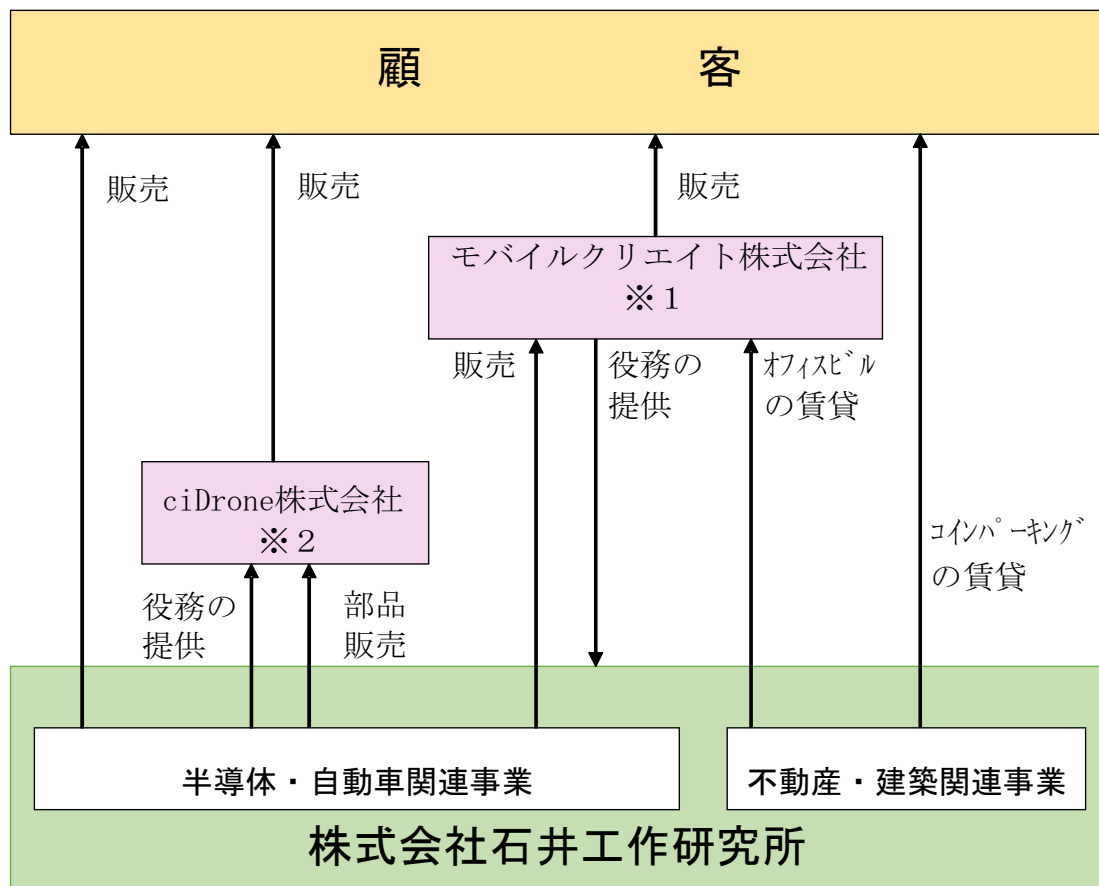 顧　　　　　客
販売
販売
販売
モバイルクリエイト株式会社
※１
販売
役務の
提供
ｵﾌｨｽﾋﾞﾙ
の賃貸
ciDrone株式会社
※２
役務の
提供
部品
販売
ｺｲﾝﾊﾟｰｷﾝｸﾞ
の賃貸
半導体・自動車関連事業
不動産・建築関連事業
株式会社石井工作研究所